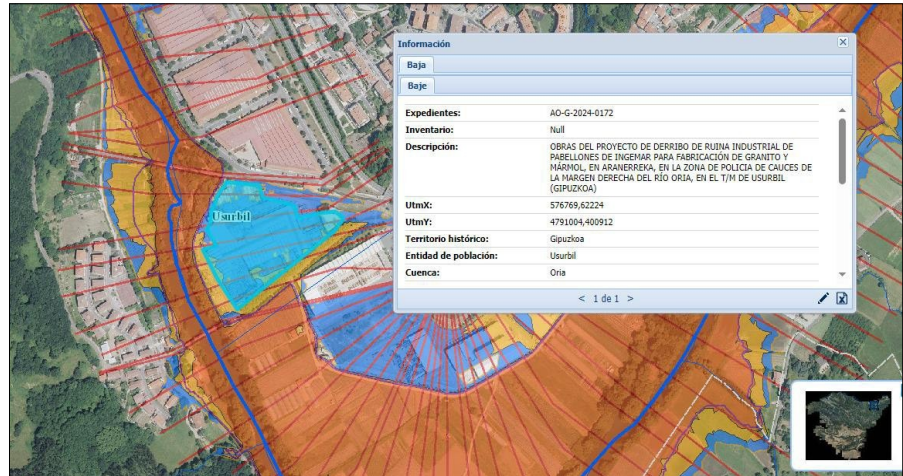 Usurbil
Información
Baja
Baje
Expedientes: AO-G-2024-0172
Inventario: Null
Descripción: OBRAS DEL PROYECTO DE DERRIBO DE RUINA INDUSTRIAL DE
PABELLONES DE INGEMAR PARA FABRICACIÓN DE GRANITO Y
MÁRMOL, EN ARANERREKA, EN LA ZONA DE POLICIA DE CAUCES DE
LA MARGEN DERECHA DEL RÍO ORIA, EN EL T/M DE USURBIL
(GIPUZKOA)
UtmX: 576769,62224
UtmY: 4791004,400912
Territorio histórico: Gipuzkoa
Entidad de población: Usurbil
Cuenca: Oria
< 1 de 1 >